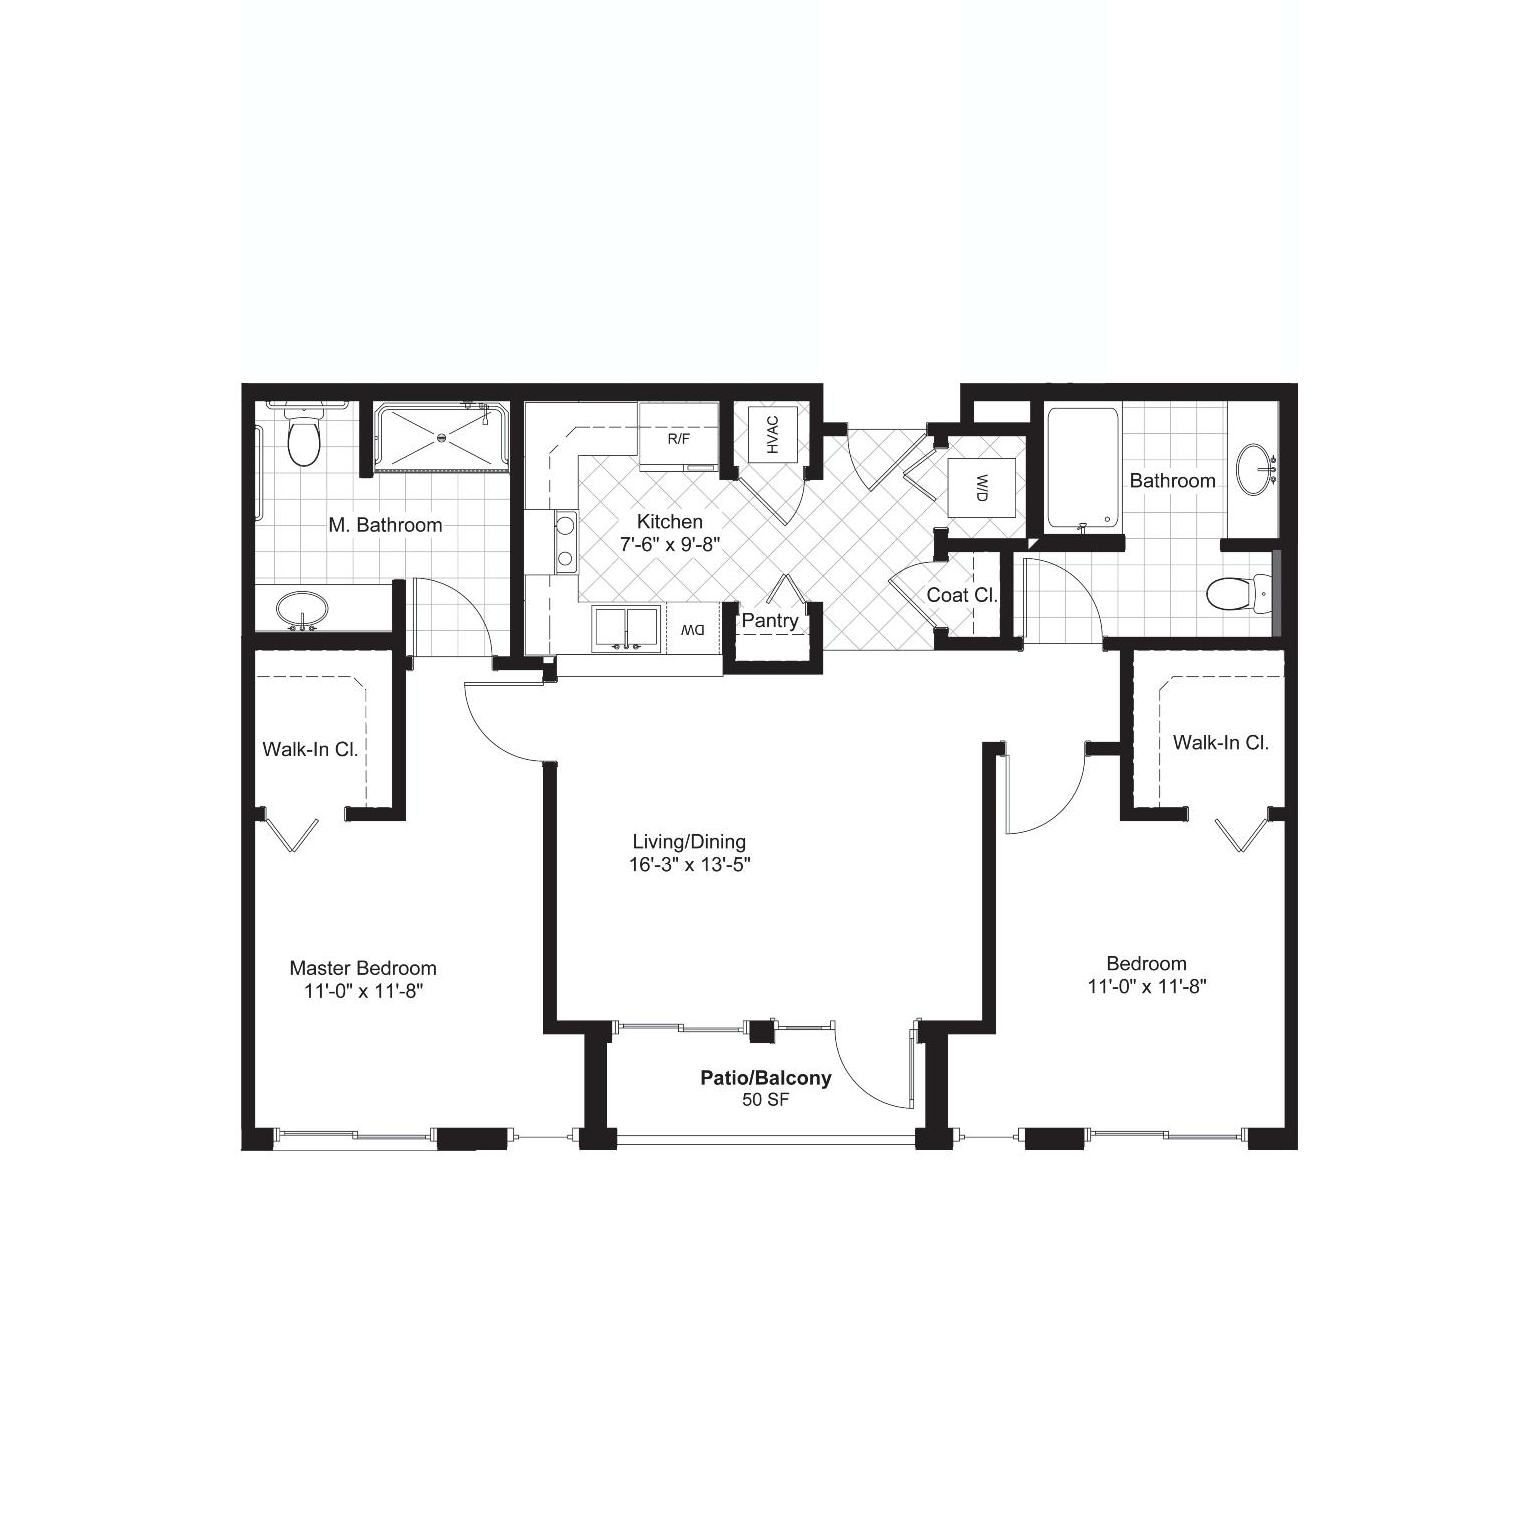 R/F
HVAC
W/D
Bathroom
M. Bathroom
Kitchen
7'-6" x 9'-8"
Coat Cl.
Pantry
DW
Walk-In Cl.
Walk-In Cl.
Living/Dining
16'-3" x 13'-5"
Master Bedroom
11'-0" x 11'-8"
Bedroom
11'-0" x 11'-8"
Patio/Balcony
50 SF